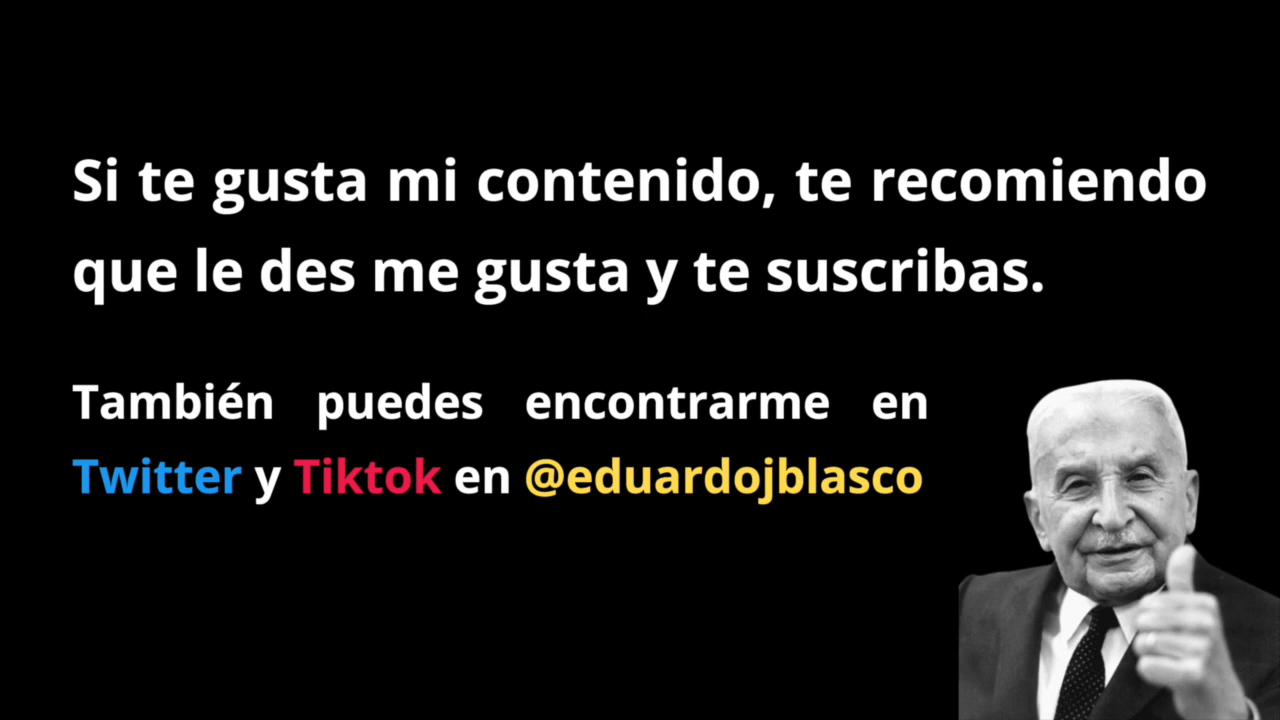 Si te gusta mi contenido, te recomiendo
que le des me gusta y te suscribas.
También puedes encontrarme en
Twitter y Tiktok en @eduardojblasco